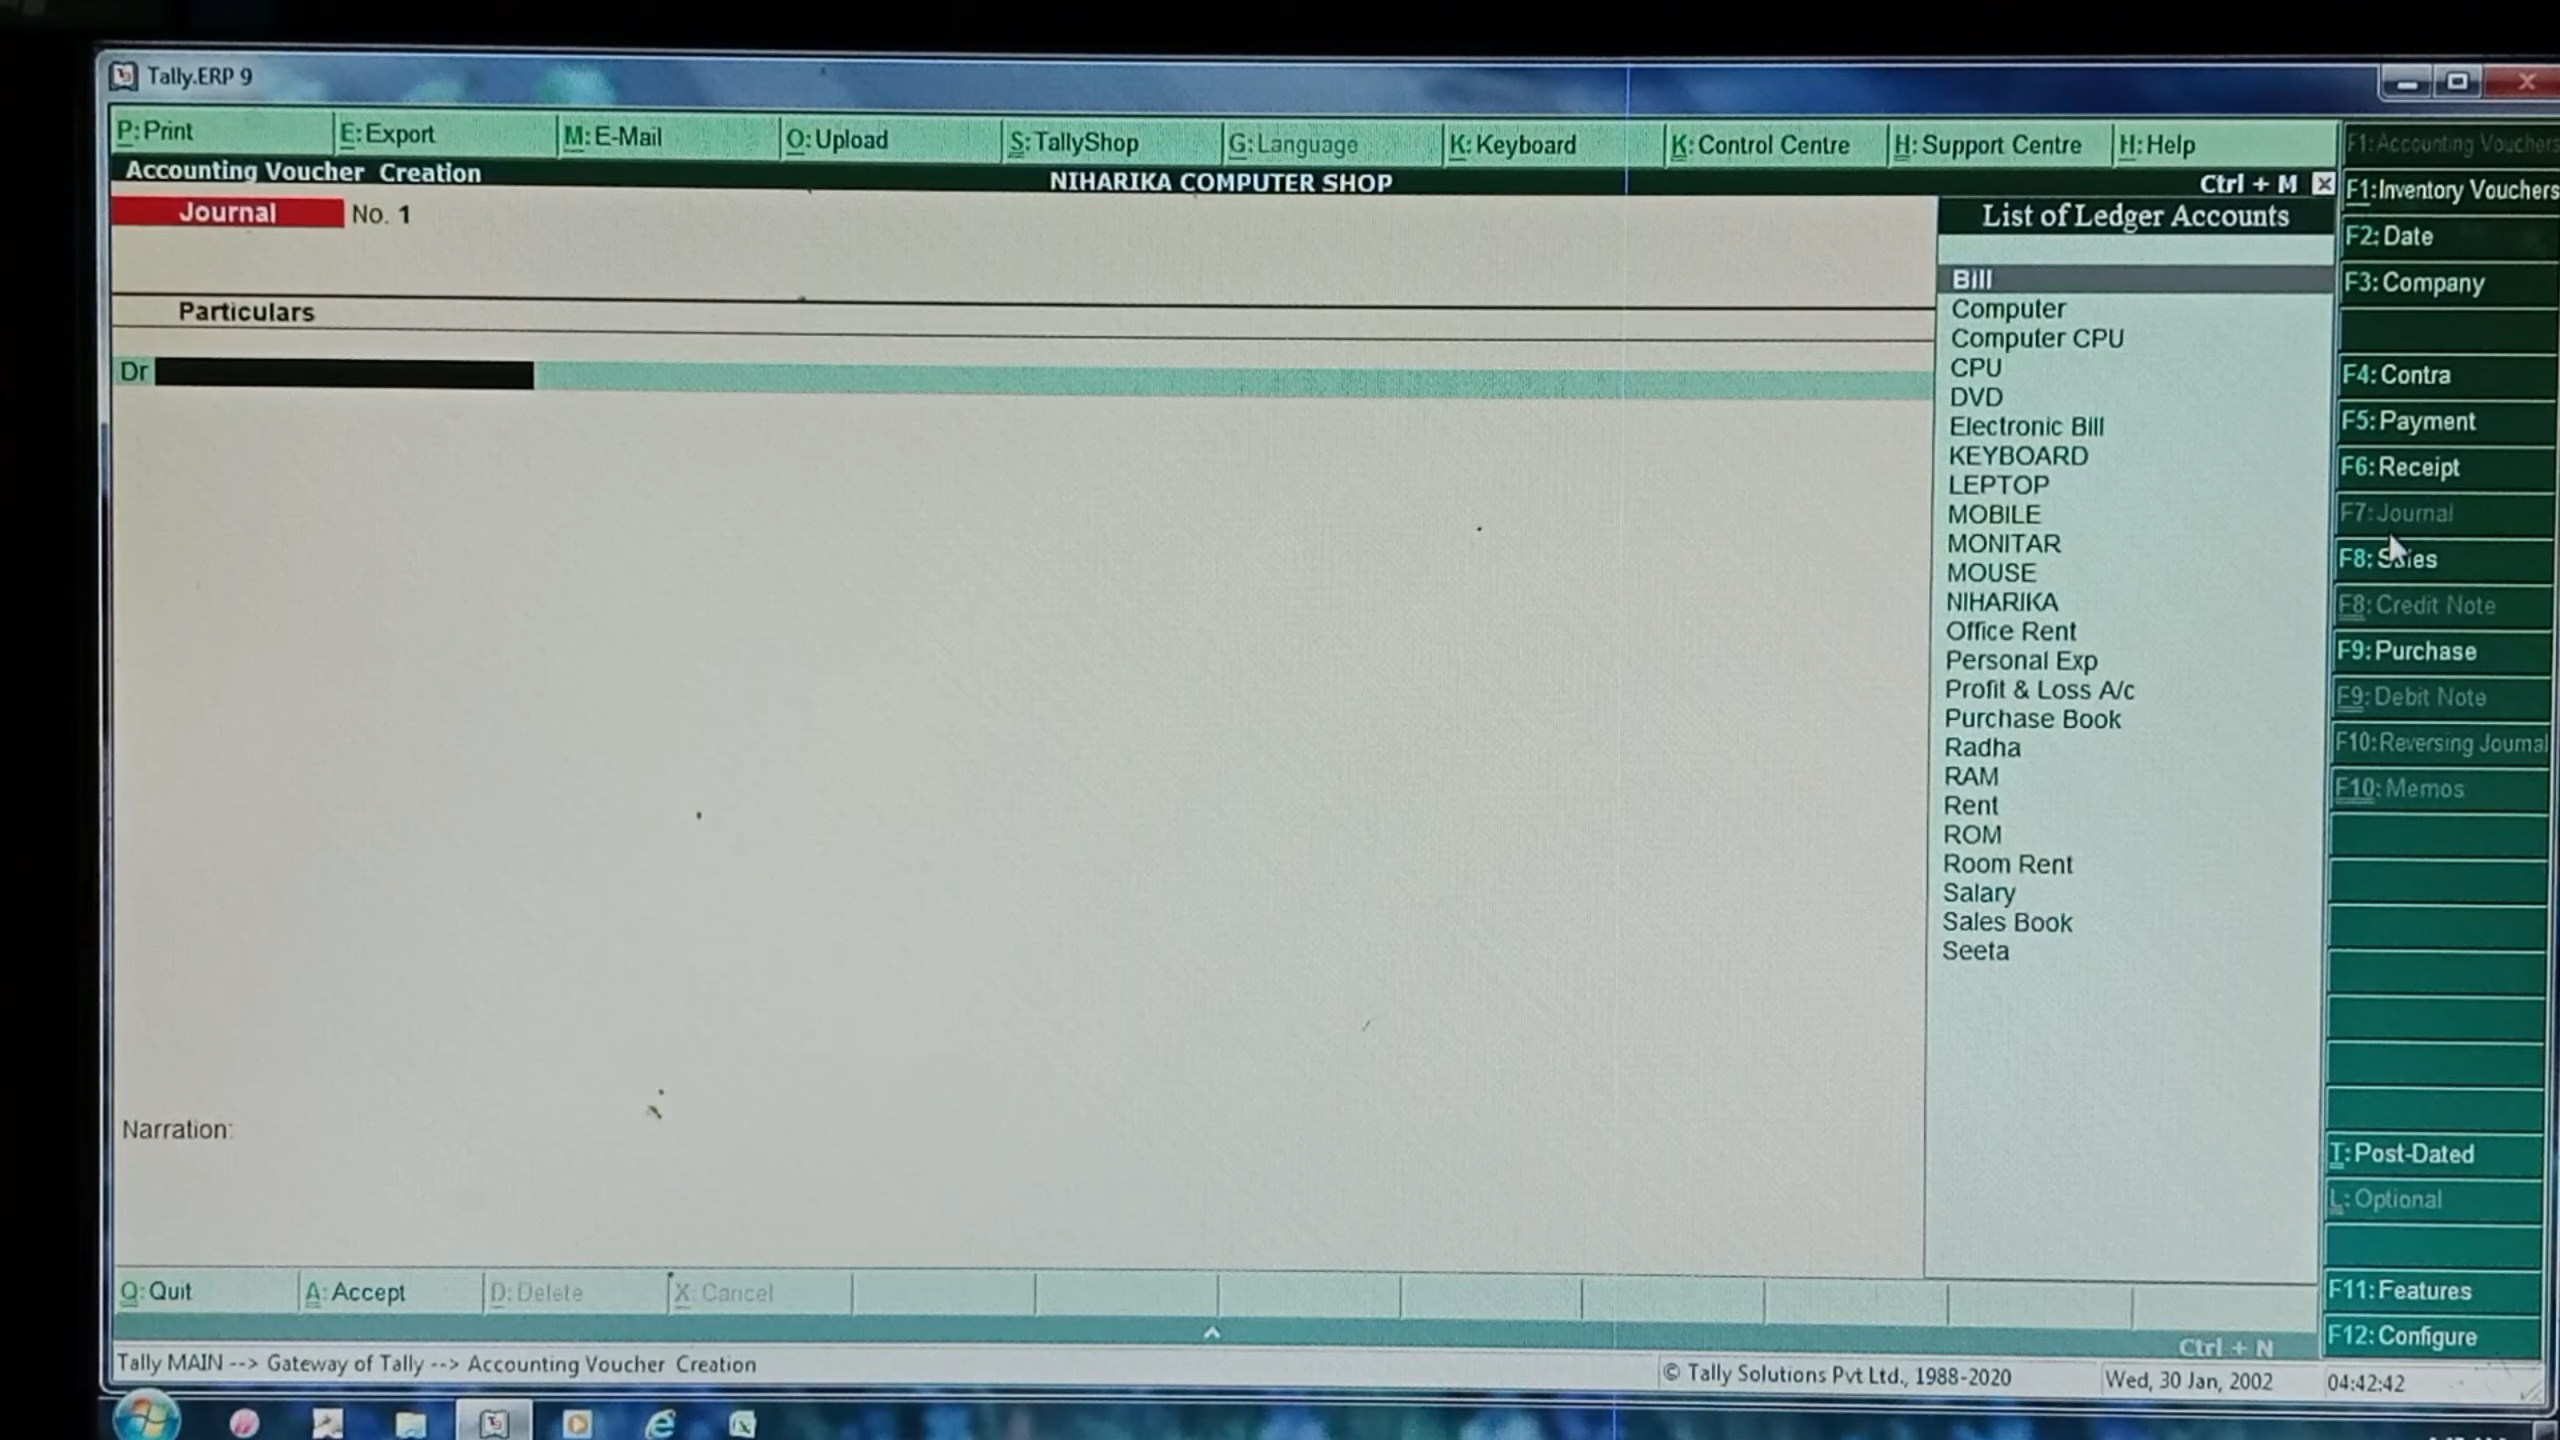 Tally.ERP 9
P: Print E: Export M: E-Mail O: Upload S: TallyShop G: Language K: Keyboard K: Control Centre H: Support Centre H: Help
Accounting Voucher Creation NIHARIKA COMPUTER SHOP Ctrl + M
Journal No. 1
Particulars
Dr
Narration:
List of Ledger Accounts
Bill
Computer
Computer CPU
CPU
DVD
Electronic Bill
KEYBOARD
LEPTOP
MOBILE
MONITAR
MOUSE
NIHARIKA
Office Rent
Personal Exp
Profit & Loss A/c
Purchase Book
Radha
RAM
Rent
ROM
Room Rent
Salary
Sales Book
Seeta
F1: Accounting Vouchers
F1: Inventory Vouchers
F2: Date
F3: Company
F4: Contra
F5: Payment
F6: Receipt
F7: Journal
F8: Sales
F8: Credit Note
F9: Purchase
F9: Debit Note
F10: Reversing Journal
F10: Memos
T: Post-Dated
L: Optional
F11: Features
F12: Configure
Q: Quit A: Accept D: Delete X: Cancel
Ctrl + N
Tally MAIN --> Gateway of Tally --> Accounting Voucher Creation © Tally Solutions Pvt Ltd., 1988-2020 Wed, 30 Jan, 2002 04:42:42